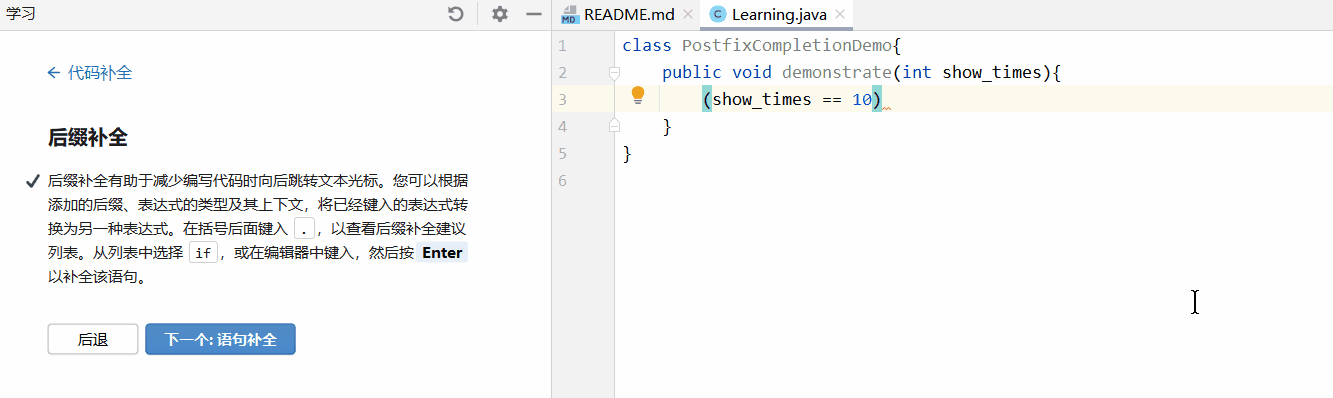 学习
README.md
Learning.java
← 代码补全
后缀补全
后缀补全有助于减少编写代码时向后跳转文本光标。您可以根据
添加的后缀、表达式的类型及其上下文，将已经键入的表达式转
换为另一种表达式。在括号后面键入 . ，以查看后缀补全建议
列表。从列表中选择 if ，或在编辑器中键入，然后按 Enter
以补全该语句。
后退
下一个: 语句补全
1 class PostfixCompletionDemo{
2 public void demonstrate(int show_times){
3 (show_times == 10)
4 }
5 }
6